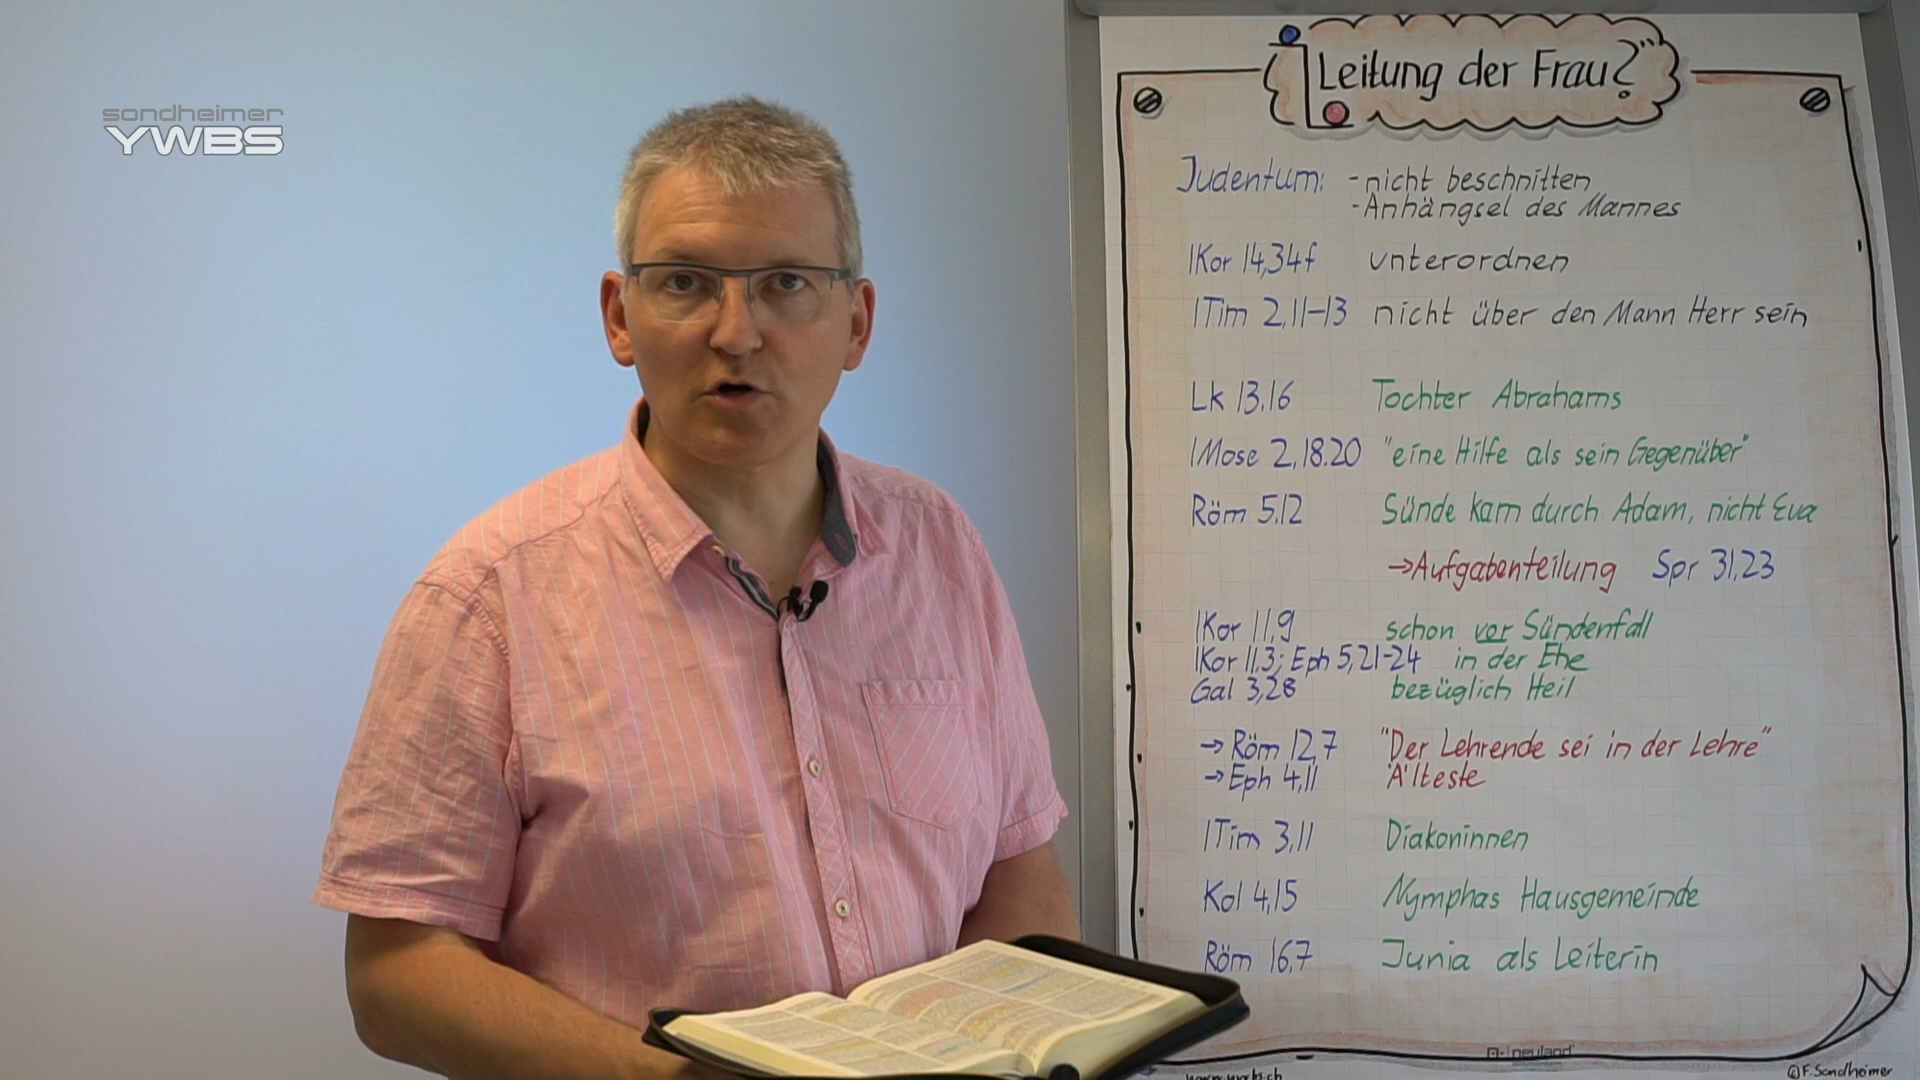 sondheimer
YWBS
Leitung der Frau?
Judentum: - nicht beschnitten
- Anhängsel des Mannes
1Kor 14,34f unterordnen
1Tim 2,11-13 nicht über den Mann Herr sein
Lk 13,16 Tochter Abrahams
1Mose 2,18.20 "eine Hilfe als sein Gegenüber"
Röm 5,12 Sünde kam durch Adam, nicht Eva
→ Aufgabenteilung Spr 31,23
1Kor 11,9 schon vor Sündenfall
1Kor 11,3; Eph 5,21-24 in der Ehe
Gal 3,28 bezüglich Heil
→ Röm 12,7 "Der Lehrende sei in der Lehre"
→ Eph 4,11 Älteste
1Tim 3,11 Diakoninnen
Kol 4,15 Nymphas Hausgemeinde
Röm 16,7 Junia als Leiterin
neuland
www.ywbs.ch
©F.Sondheimer